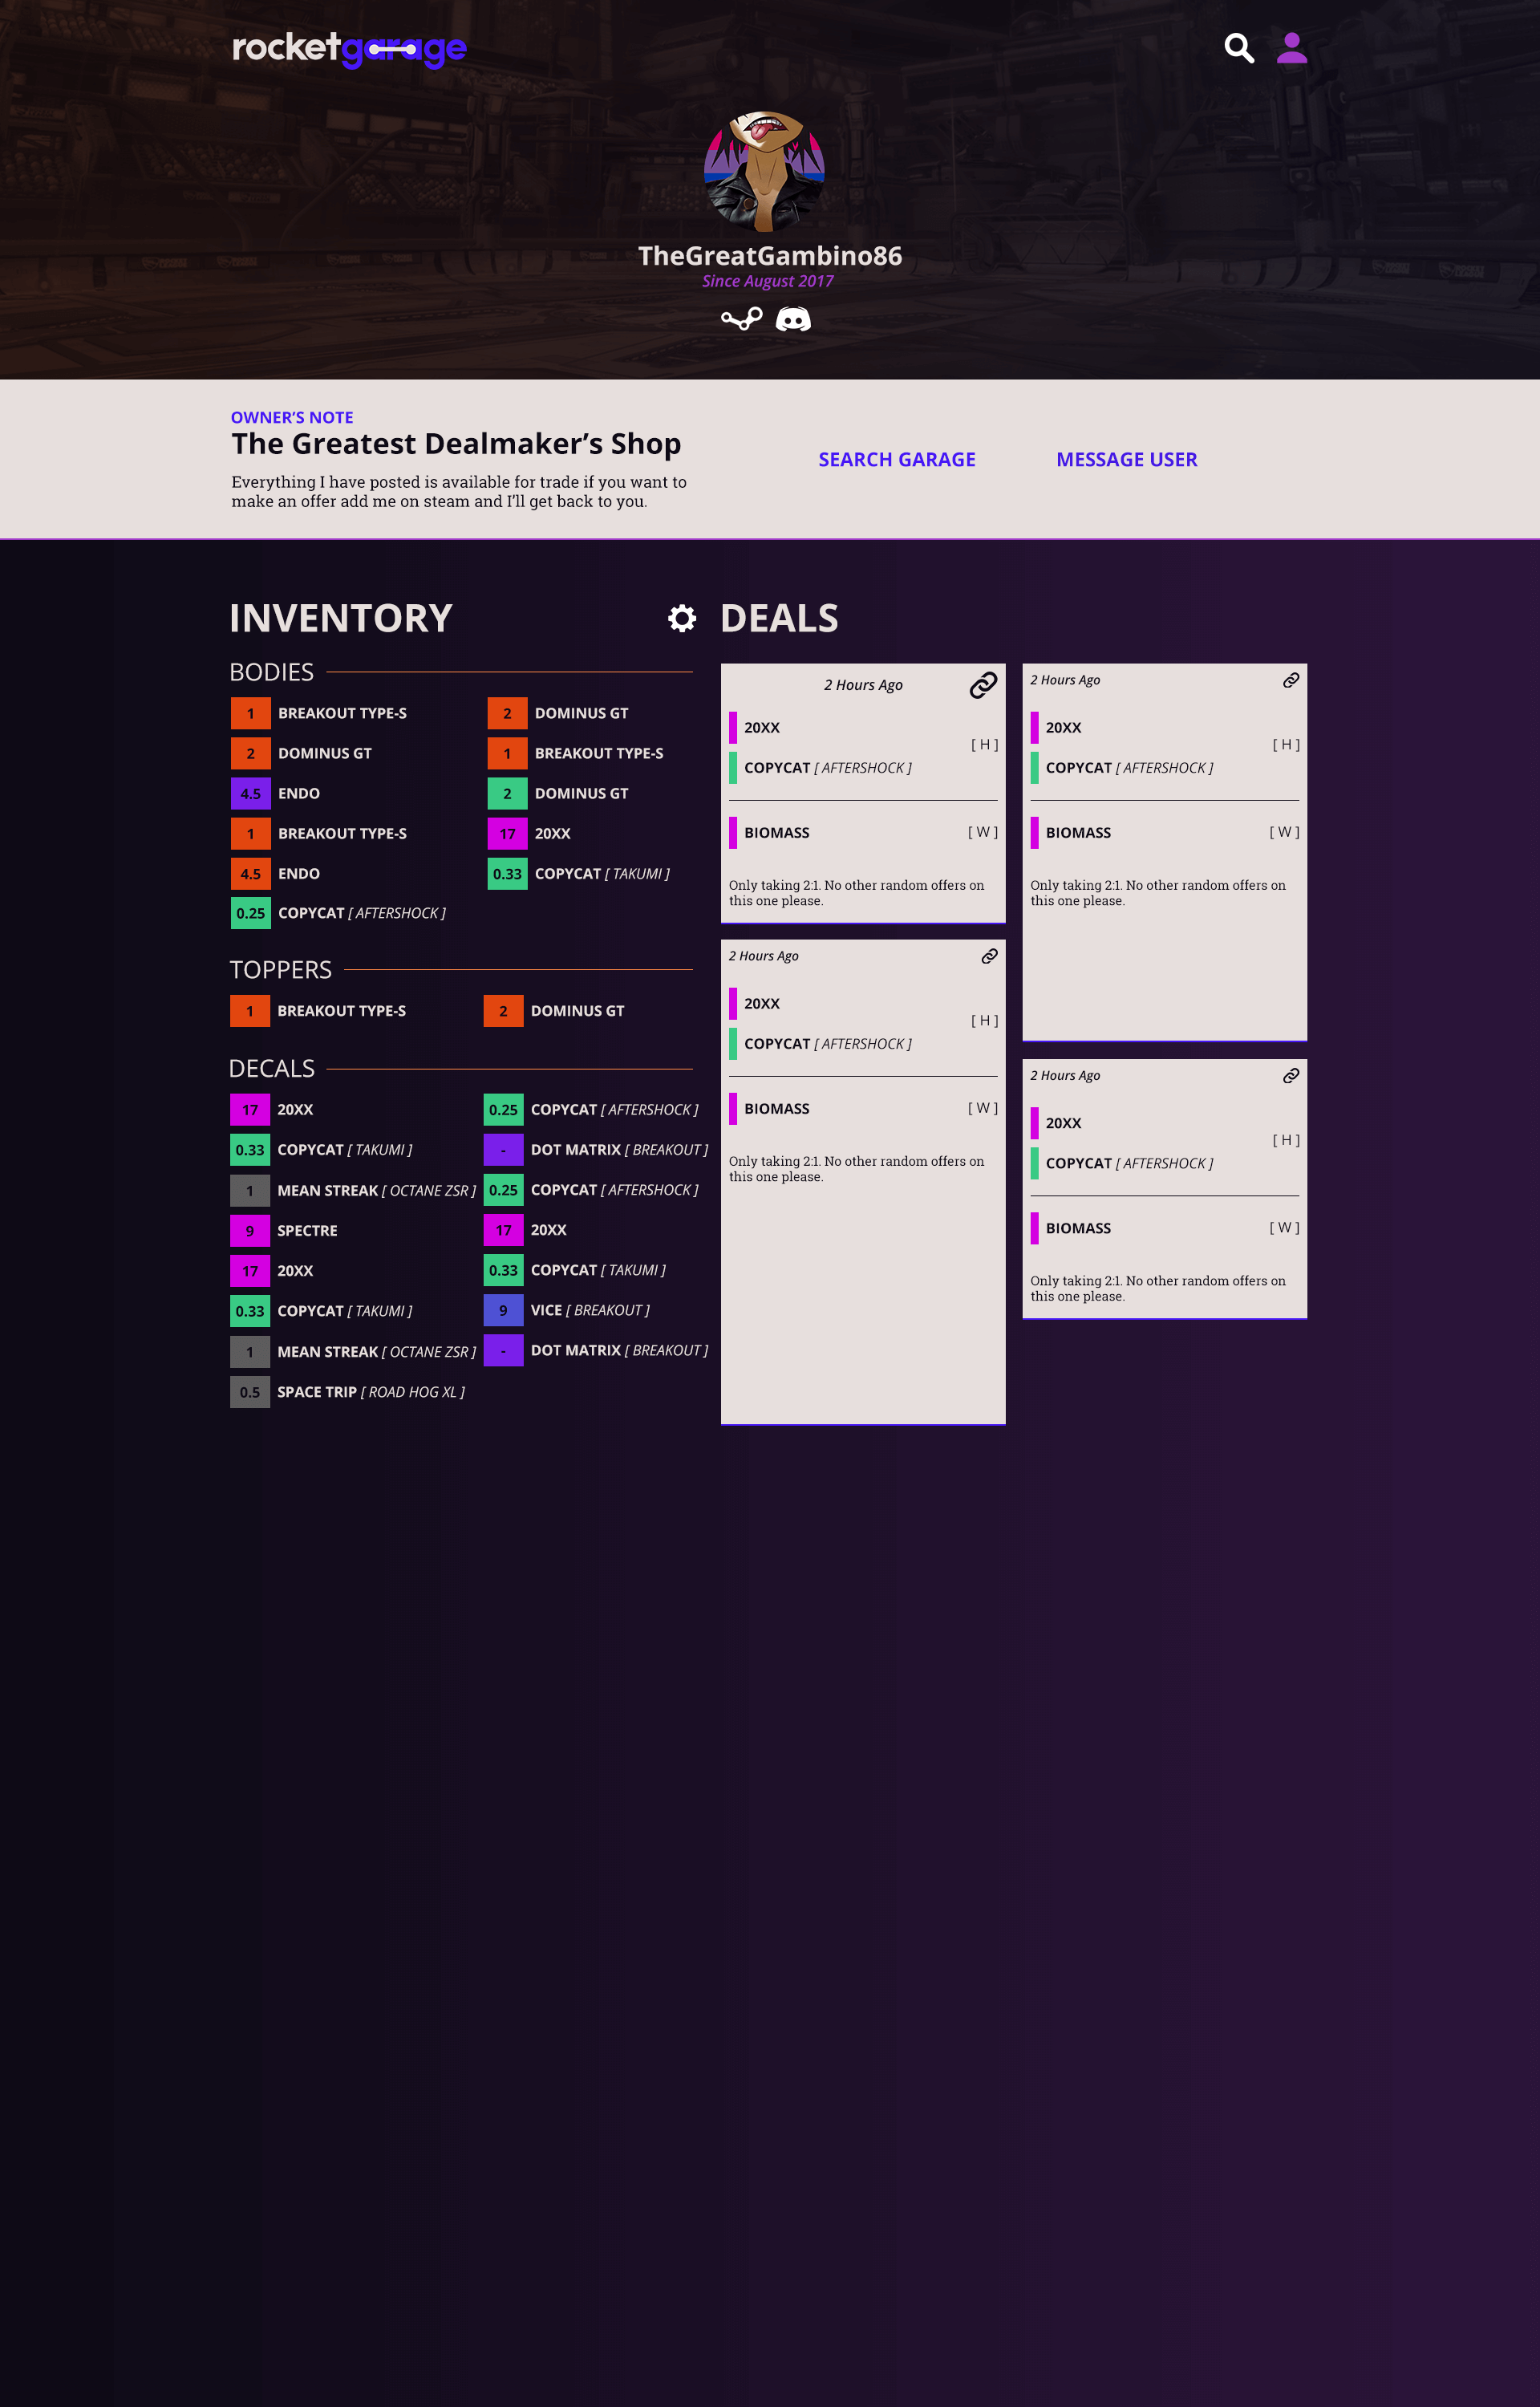 rocketgarage
TheGreatGambino86
Since August 2017
OWNER'S NOTE
The Greatest Dealmaker's Shop
Everything I have posted is available for trade if you want to
make an offer add me on steam and I'll get back to you.
SEARCH GARAGE
MESSAGE USER
INVENTORY
BODIES
1 BREAKOUT TYPE-S
2 DOMINUS GT
4.5 ENDO
1 BREAKOUT TYPE-S
4.5 ENDO
0.25 COPYCAT [ AFTERSHOCK ]
2 DOMINUS GT
1 BREAKOUT TYPE-S
2 DOMINUS GT
17 20XX
0.33 COPYCAT [ TAKUMI ]
TOPPERS
1 BREAKOUT TYPE-S
2 DOMINUS GT
DECALS
17 20XX
0.33 COPYCAT [ TAKUMI ]
1 MEAN STREAK [ OCTANE ZSR ]
9 SPECTRE
17 20XX
0.33 COPYCAT [ TAKUMI ]
1 MEAN STREAK [ OCTANE ZSR ]
0.5 SPACE TRIP [ ROAD HOG XL ]
0.25 COPYCAT [ AFTERSHOCK ]
- DOT MATRIX [ BREAKOUT ]
0.25 COPYCAT [ AFTERSHOCK ]
17 20XX
0.33 COPYCAT [ TAKUMI ]
9 VICE [ BREAKOUT ]
- DOT MATRIX [ BREAKOUT ]
DEALS
2 Hours Ago
20XX
[ H ]
COPYCAT [ AFTERSHOCK ]
BIOMASS [ W ]
Only taking 2:1. No other random offers on
this one please.
2 Hours Ago
20XX
[ H ]
COPYCAT [ AFTERSHOCK ]
BIOMASS [ W ]
Only taking 2:1. No other random offers on
this one please.
2 Hours Ago
20XX
[ H ]
COPYCAT [ AFTERSHOCK ]
BIOMASS [ W ]
Only taking 2:1. No other random offers on
this one please.
2 Hours Ago
20XX
[ H ]
COPYCAT [ AFTERSHOCK ]
BIOMASS [ W ]
Only taking 2:1. No other random offers on
this one please.